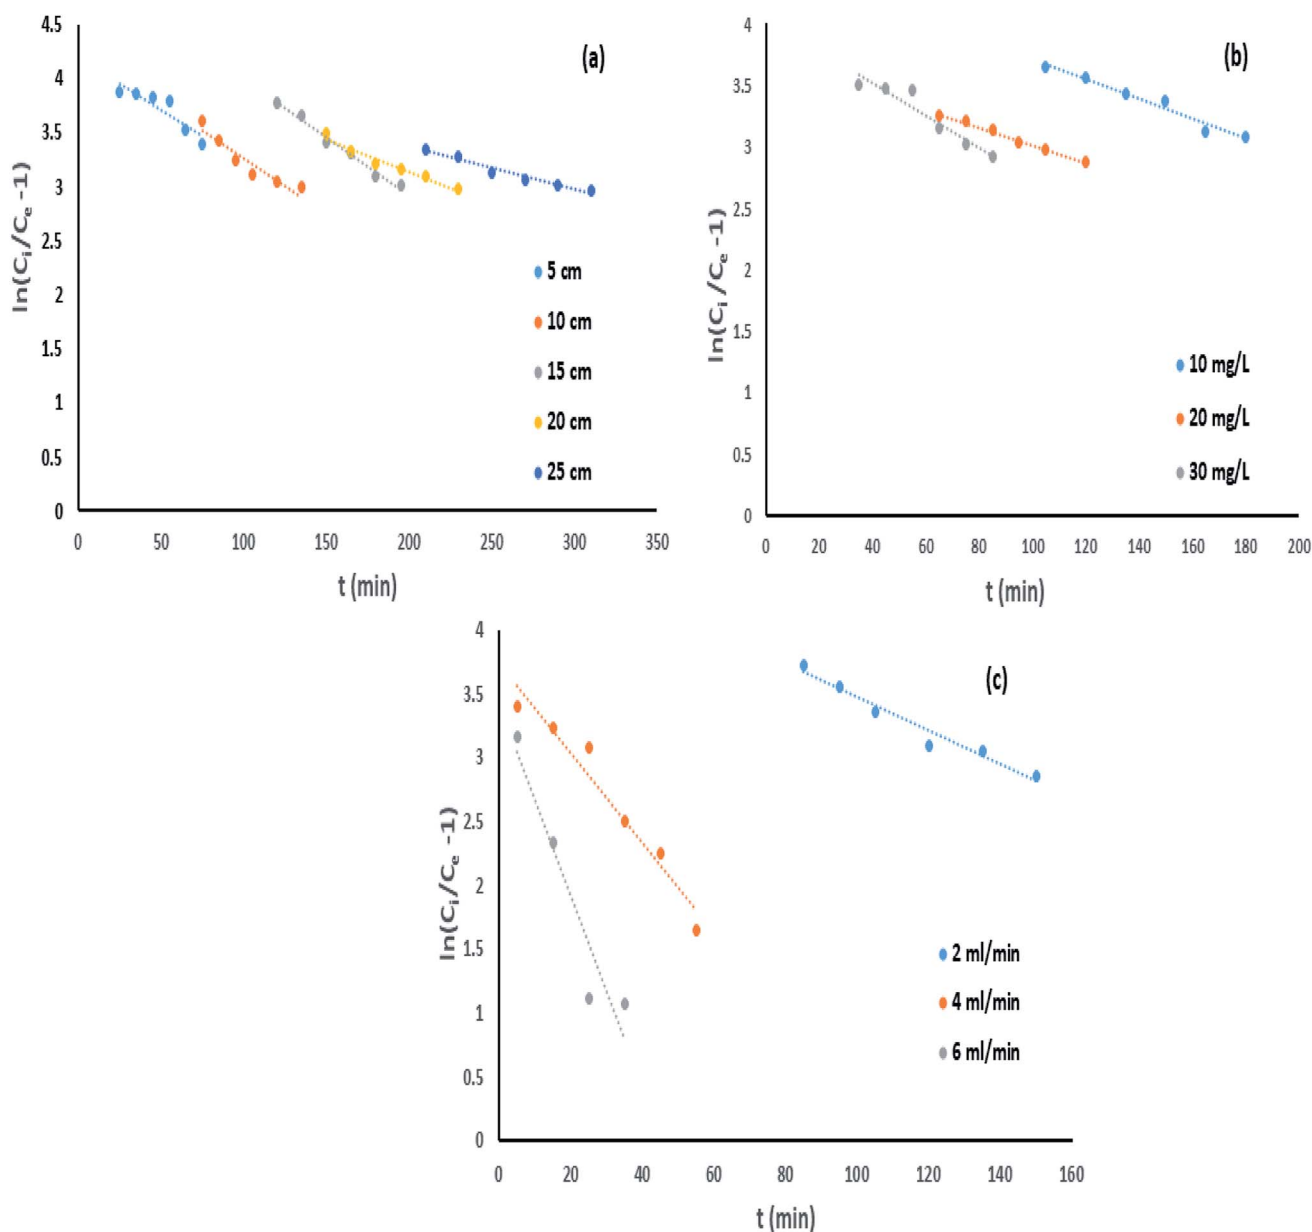 (a)
4.5
4
3.5
3
2.5
2
1.5
1
0.5
0
ln(Cᵢ/Cₑ -1)
5 cm
10 cm
15 cm
20 cm
25 cm
0 50 100 150 200 250 300 350
t (min)
(b)
4
3.5
3
2.5
2
1.5
1
0.5
0
ln(Cᵢ/Cₑ -1)
10 mg/L
20 mg/L
30 mg/L
0 20 40 60 80 100 120 140 160 180 200
t (min)
(c)
4
3.5
3
2.5
2
1.5
1
0.5
0
ln(Cᵢ/Cₑ -1)
2 ml/min
4 ml/min
6 ml/min
0 20 40 60 80 100 120 140 160
t (min)